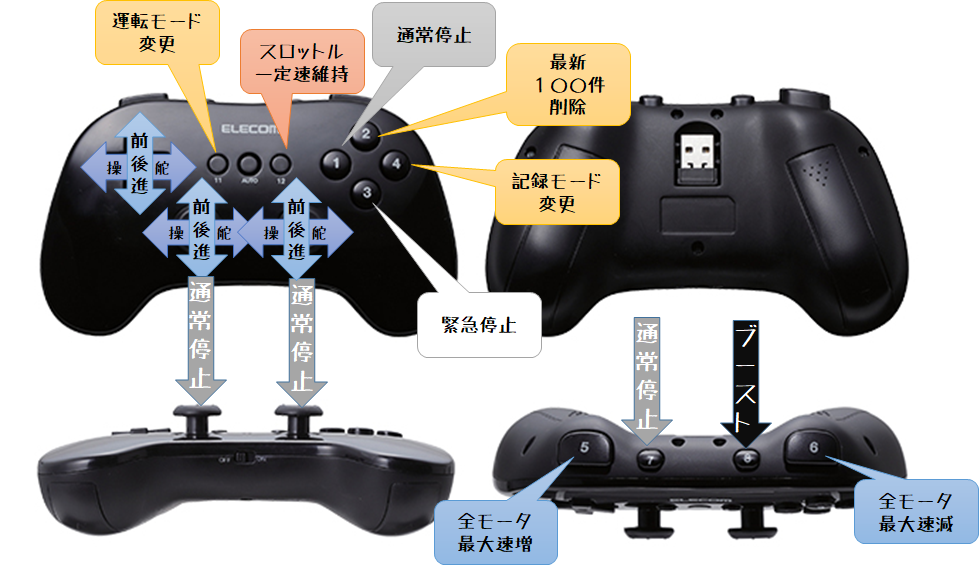 運転モード
変更
スロットル
一定速維持
通常停止
最新
１００件
削除
ELECOM
2
1
4
3
11
AUTO
12
記録モード
変更
前後進
操 舵
前後進
操 舵
前後進
操 舵
緊急停止
通常停止
通常停止
通常停止
ブースト
OFF
ON
5
7
8
6
ELECOM
全モータ
最大速増
全モータ
最大速減